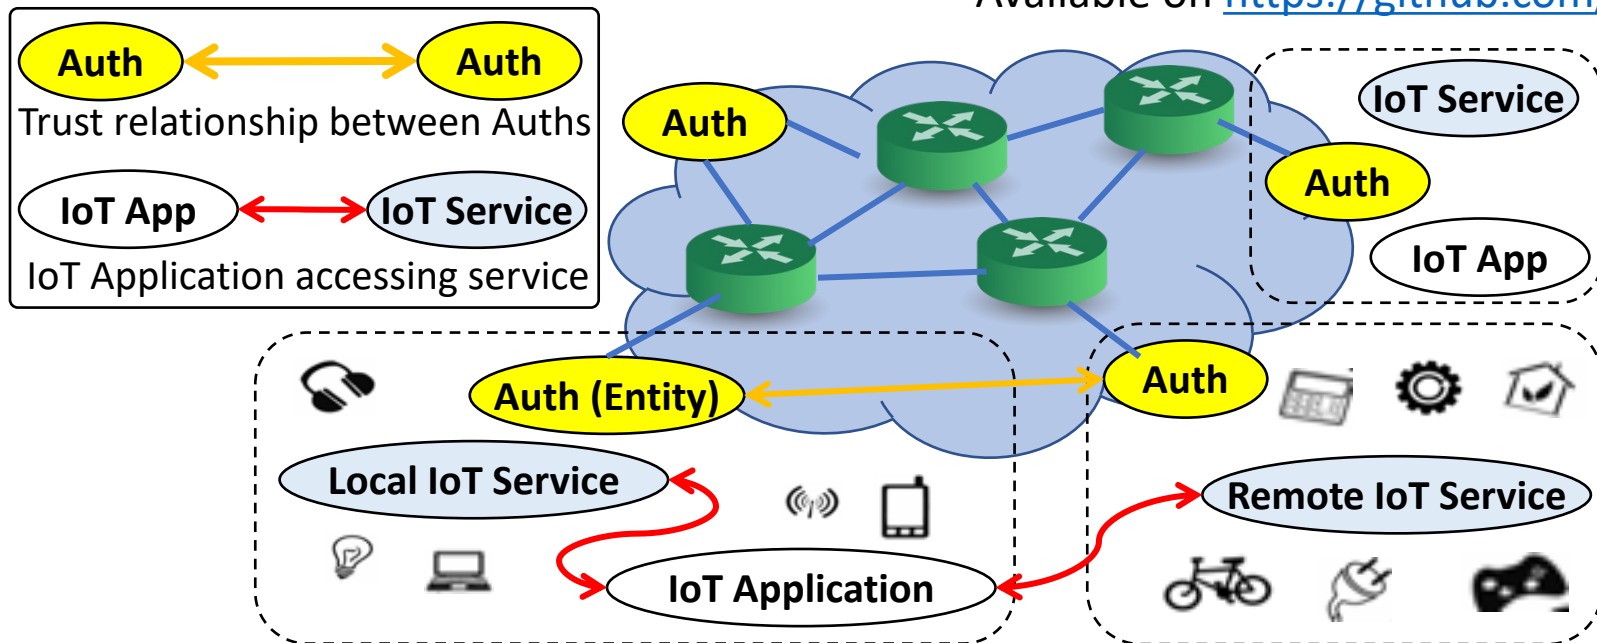 Available on https://github.com/
Auth
Auth
Trust relationship between Auths
IoT App
IoT Service
IoT Application accessing service
Auth
IoT Service
Auth
IoT App
Auth (Entity)
Auth
Local IoT Service
Remote IoT Service
IoT Application